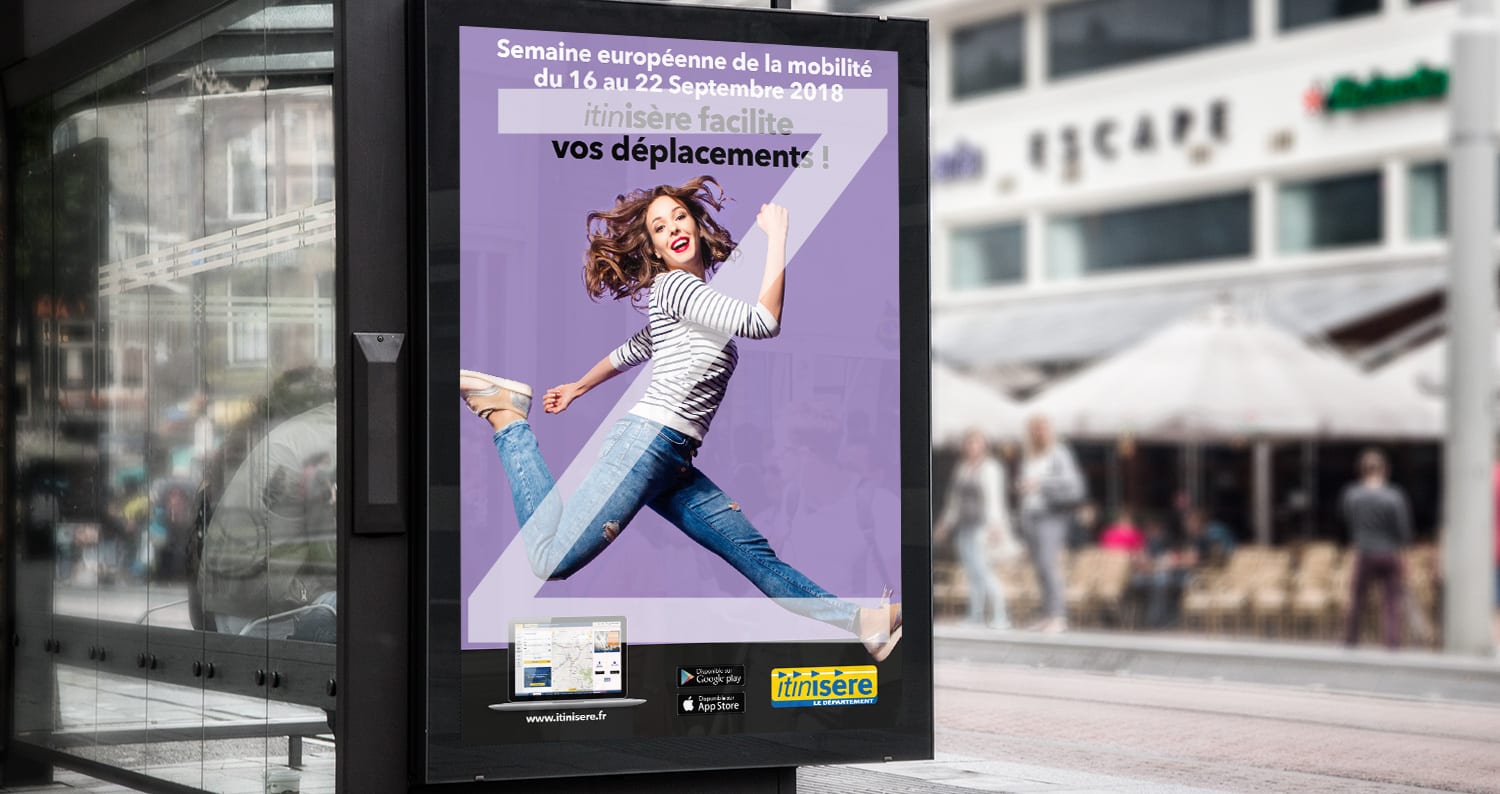 Semaine européenne de la mobilité
du 16 au 22 Septembre 2018
itinisère facilite
vos déplacements !
Z
www.itinisere.fr
Disponible sur
Google play
Disponible sur
App Store
itinisère
LE DÉPARTEMENT
ESCAPE
Heineken